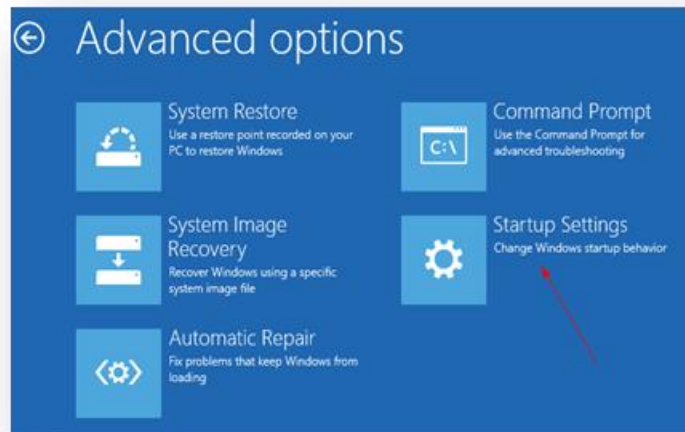 Advanced options
System Restore
Use a restore point recorded on your
PC to restore Windows
System Image
Recovery
Recover Windows using a specific
system image file
Automatic Repair
Fix problems that keep Windows from
loading
Command Prompt
Use the Command Prompt for
advanced troubleshooting
C:\
Startup Settings
Change Windows startup behavior